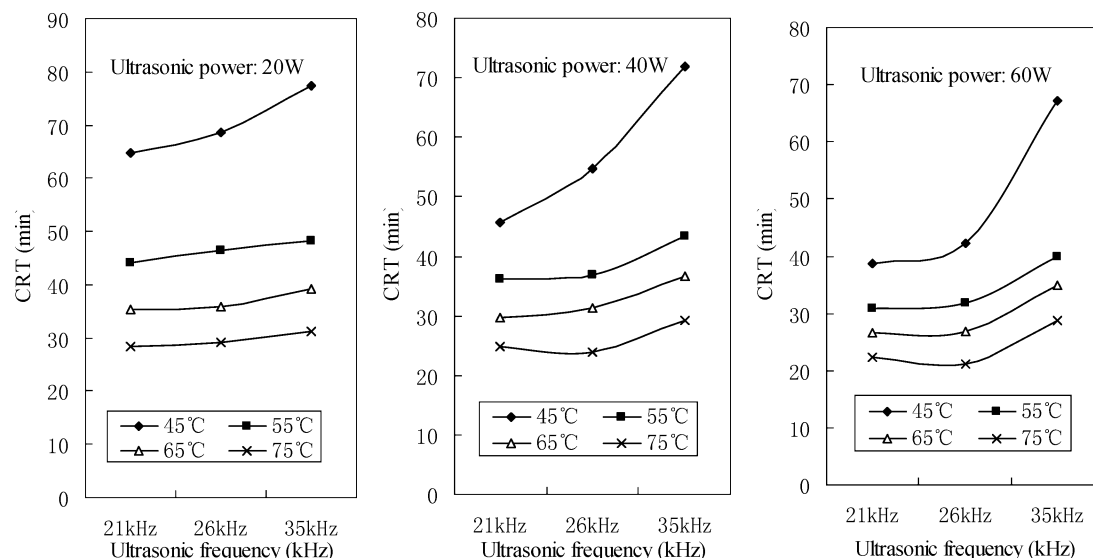 Ultrasonic power: 20W
CRT (min)
90
80
70
60
50
40
30
20
10
0
45℃ 55℃
65℃ 75℃
21kHz 26kHz 35kHz
Ultrasonic frequency (kHz)
Ultrasonic power: 40W
CRT (min)
80
70
60
50
40
30
20
10
0
45℃ 55℃
65℃ 75℃
21kHz 26kHz 35kHz
Ultrasonic frequency (kHz)
Ultrasonic power: 60W
CRT (min)
80
70
60
50
40
30
20
10
0
45℃ 55℃
65℃ 75℃
21kHz 26kHz 35kHz
Ultrasonic frequency (kHz)